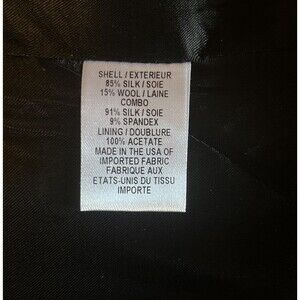 SHELL / EXTERIEUR
85% SILK / SOIE
15% WOOL / LAINE
COMBO
91% SILK / SOIE
9% SPANDEX
LINING / DOUBLURE
100% ACETATE
MADE IN THE USA OF
IMPORTED FABRIC
FABRIQUE AUX
ETATS-UNIS DU TISSU
IMPORTE